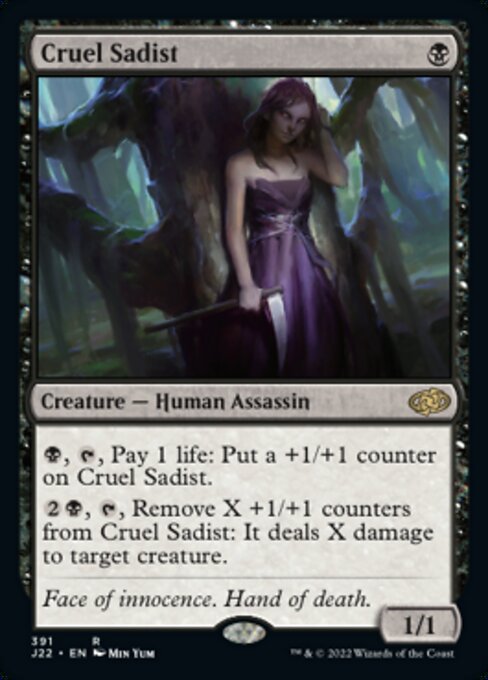 Cruel Sadist
Creature — Human Assassin
, , Pay 1 life: Put a +1/+1 counter
on Cruel Sadist.
2 , , Remove X +1/+1 counters
from Cruel Sadist: It deals X damage
to target creature.
Face of innocence. Hand of death.
1/1
391 R
J22 • EN Min Yum
™ & © 2022 Wizards of the Coast